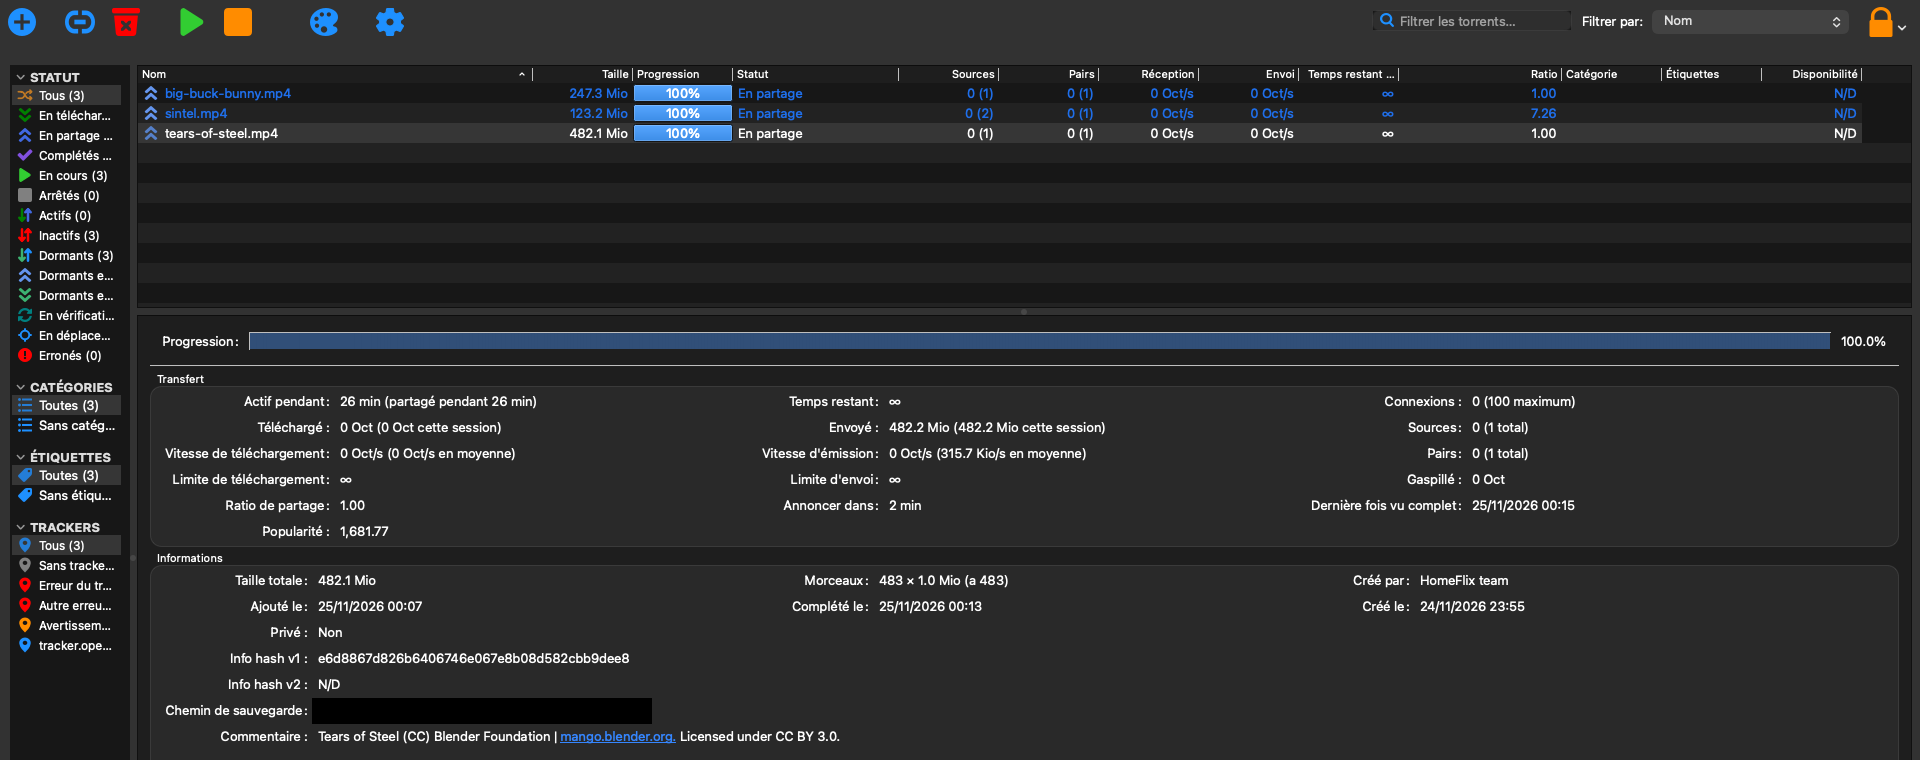 Filtrer les torrents...
Filtrer par:
Nom
STATUT
Tous (3)
En téléchar...
En partage ...
Complétés ...
En cours (3)
Arrêtés (0)
Actifs (0)
Inactifs (3)
Dormants (3)
Dormants e...
Dormants e...
En vérificati...
En déplace...
Erronés (0)
CATÉGORIES
Toutes (3)
Sans catég...
ÉTIQUETTES
Toutes (3)
Sans étiqu...
TRACKERS
Tous (3)
Sans tracke...
Erreur du tr...
Autre erreu...
Avertissem...
tracker.ope...
Nom Taille Progression Statut Sources Pairs Réception Envoi Temps restant ... Ratio Catégorie Étiquettes Disponibilité
big-buck-bunny.mp4 247.3 Mio 100% En partage 0 (1) 0 (1) 0 Oct/s 0 Oct/s ∞ 1.00 N/D
sintel.mp4 123.2 Mio 100% En partage 0 (2) 0 (1) 0 Oct/s 0 Oct/s ∞ 7.26 N/D
tears-of-steel.mp4 482.1 Mio 100% En partage 0 (1) 0 (1) 0 Oct/s 0 Oct/s ∞ 1.00 N/D
Progression: 100.0%
Transfert
Actif pendant: 26 min (partagé pendant 26 min) Temps restant: ∞ Connexions : 0 (100 maximum)
Téléchargé : 0 Oct (0 Oct cette session) Envoyé : 482.2 Mio (482.2 Mio cette session) Sources: 0 (1 total)
Vitesse de téléchargement: 0 Oct/s (0 Oct/s en moyenne) Vitesse d'émission: 0 Oct/s (315.7 Kio/s en moyenne) Pairs: 0 (1 total)
Limite de téléchargement: ∞ Limite d'envoi: ∞ Gaspillé : 0 Oct
Ratio de partage: 1.00 Annoncer dans: 2 min Dernière fois vu complet: 25/11/2026 00:15
Popularité : 1,681.77
Informations
Taille totale: 482.1 Mio Morceaux: 483 × 1.0 Mio (a 483) Créé par: HomeFlix team
Ajouté le: 25/11/2026 00:07 Complété le: 25/11/2026 00:13 Créé le: 24/11/2026 23:55
Privé : Non
Info hash v1 : e6d8867d826b6406746e067e8b08d582cbb9dee8
Info hash v2 : N/D
Chemin de sauvegarde:
Commentaire : Tears of Steel (CC) Blender Foundation | mango.blender.org. Licensed under CC BY 3.0.